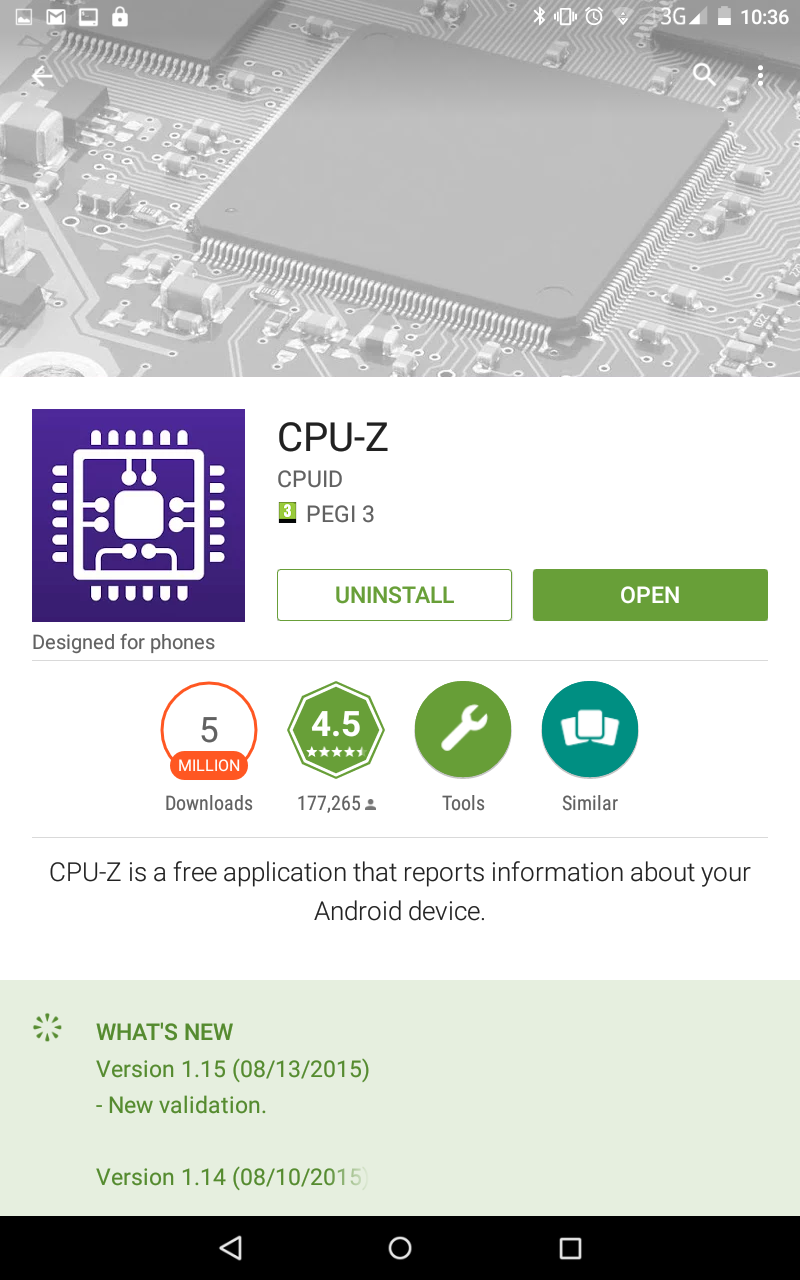 3G 10:36
CPU-Z
CPUID
3 PEGI 3
UNINSTALL OPEN
Designed for phones
5
MILLION
4.5
Downloads 177,265 Tools Similar
CPU-Z is a free application that reports information about your
Android device.
WHAT'S NEW
Version 1.15 (08/13/2015)
- New validation.
Version 1.14 (08/10/2015)